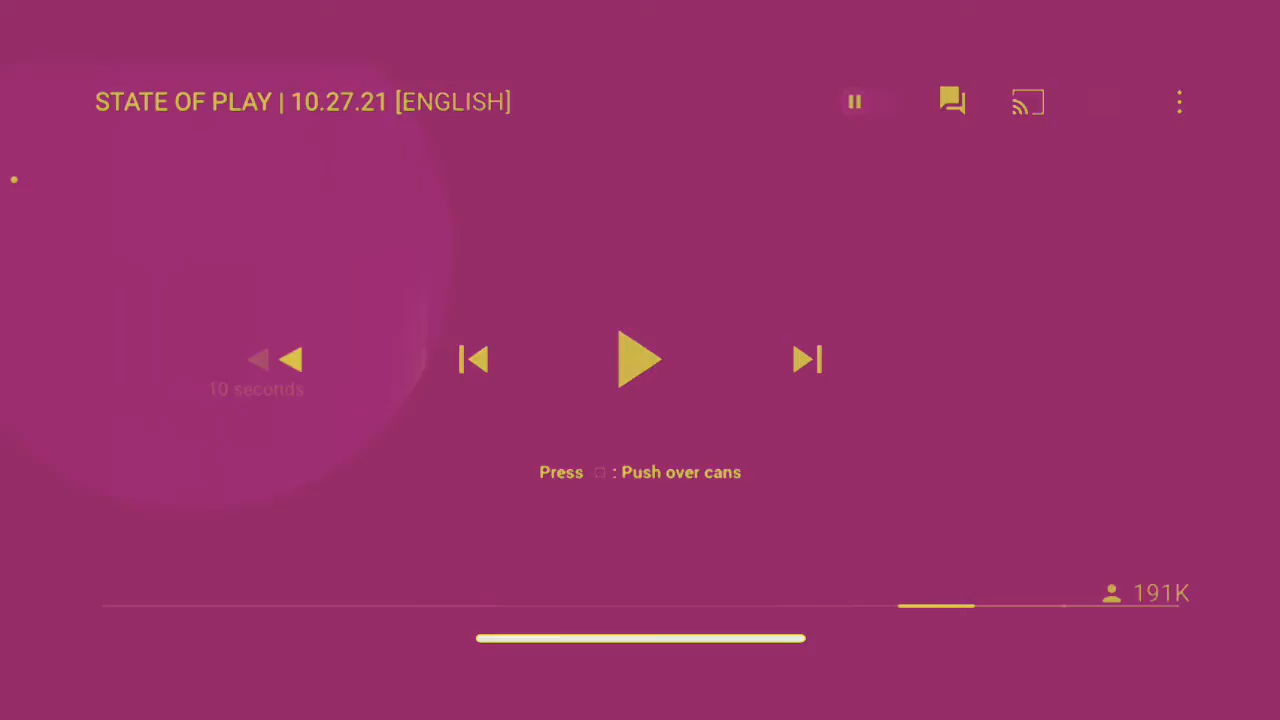 STATE OF PLAY | 10.27.21 [ENGLISH]
10 seconds
Press : Push over cans
191K